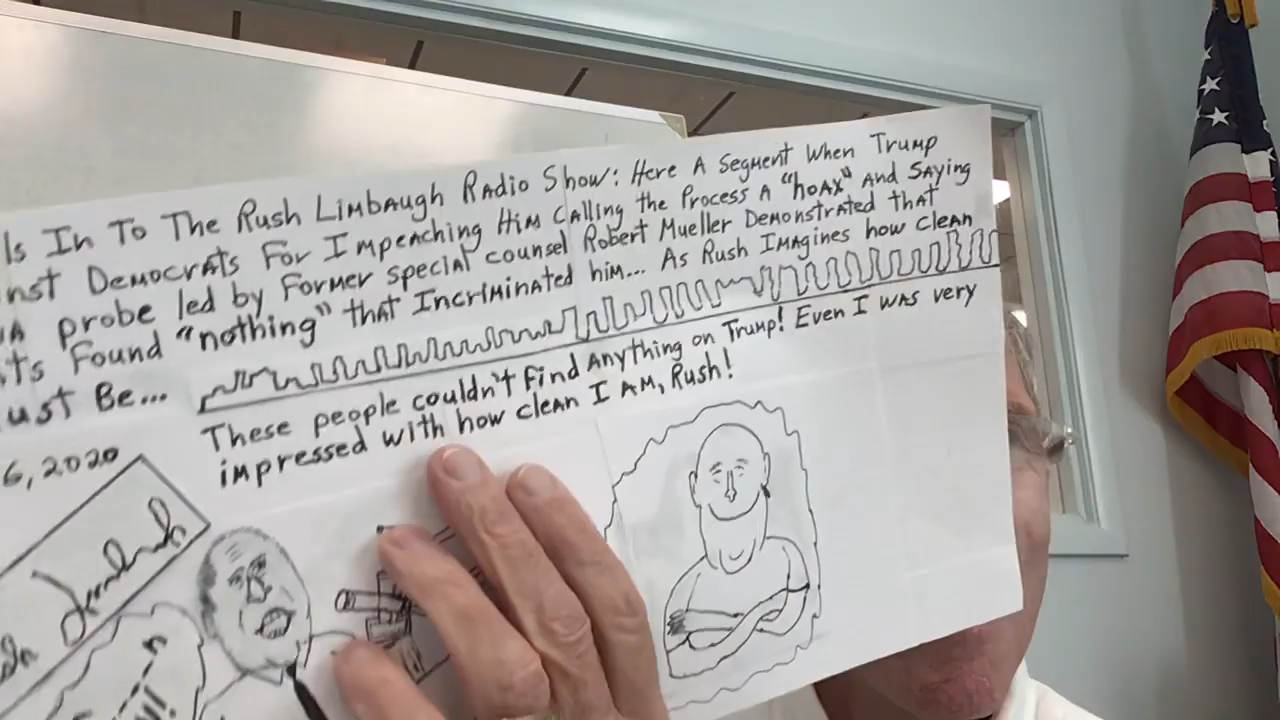 ls In To The Rush Limbaugh Radio Show: Here A Segment When Trump
nst Democrats For Impeaching Him Calling the Process A "hoax" And Saying
probe led by Former special counsel Robert Mueller Demonstrated that
ts Found "nothing" that Incriminated him... As Rush Imagines how clean
ust Be...
These people couldn't find anything on Trump! Even I was very
impressed with how clean I AM, Rush!
6, 2020